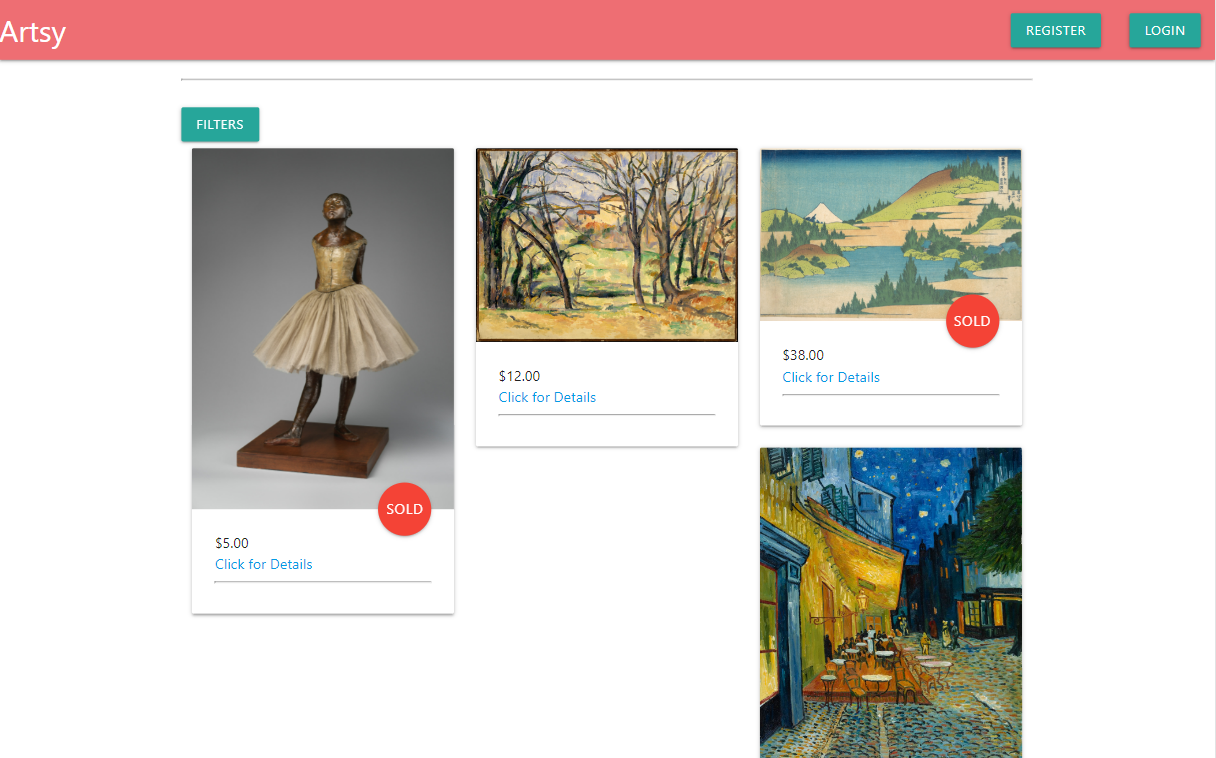 Artsy
REGISTER
LOGIN
FILTERS
SOLD
$5.00
Click for Details
$12.00
Click for Details
SOLD
$38.00
Click for Details